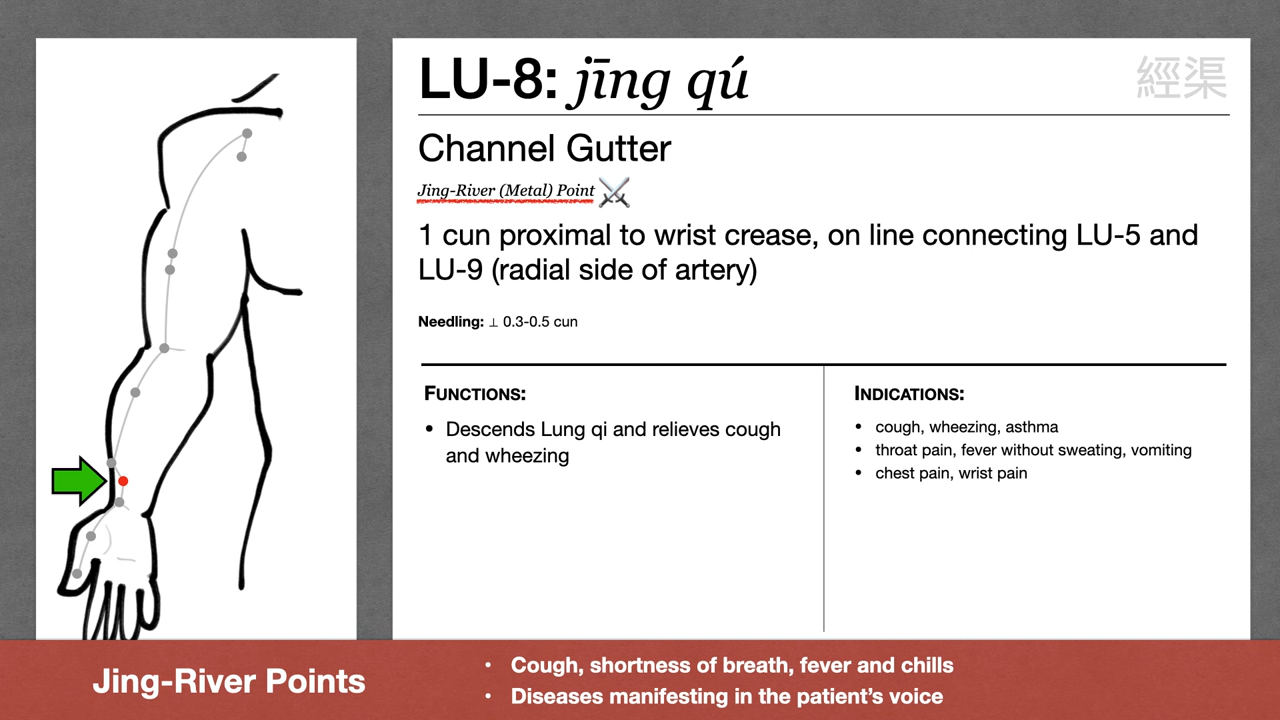 LU-8: jīng qú
經渠
Channel Gutter
Jing-River (Metal) Point
1 cun proximal to wrist crease, on line connecting LU-5 and
LU-9 (radial side of artery)
Needling: ⊥ 0.3-0.5 cun
FUNCTIONS:
• Descends Lung qi and relieves cough
and wheezing
INDICATIONS:
• cough, wheezing, asthma
• throat pain, fever without sweating, vomiting
• chest pain, wrist pain
Jing-River Points
• Cough, shortness of breath, fever and chills
• Diseases manifesting in the patient’s voice